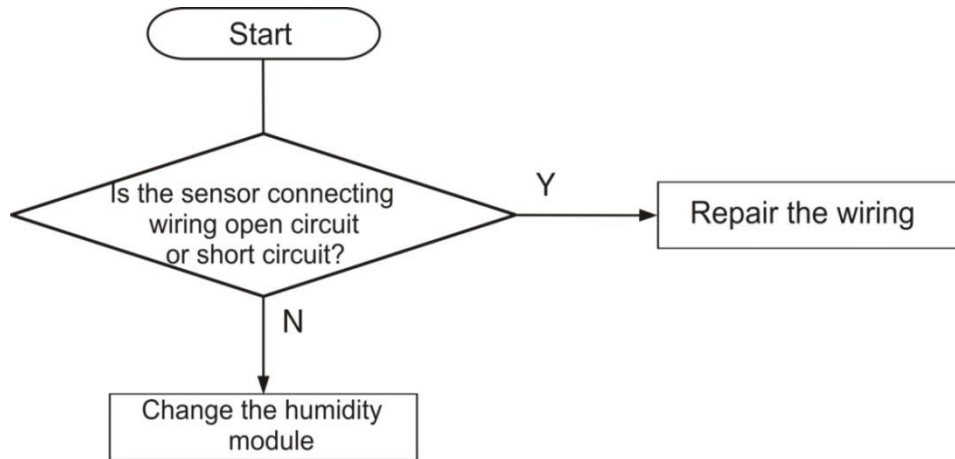 Start
Is the sensor connecting
wiring open circuit
or short circuit?
Y
Repair the wiring
N
Change the humidity
module